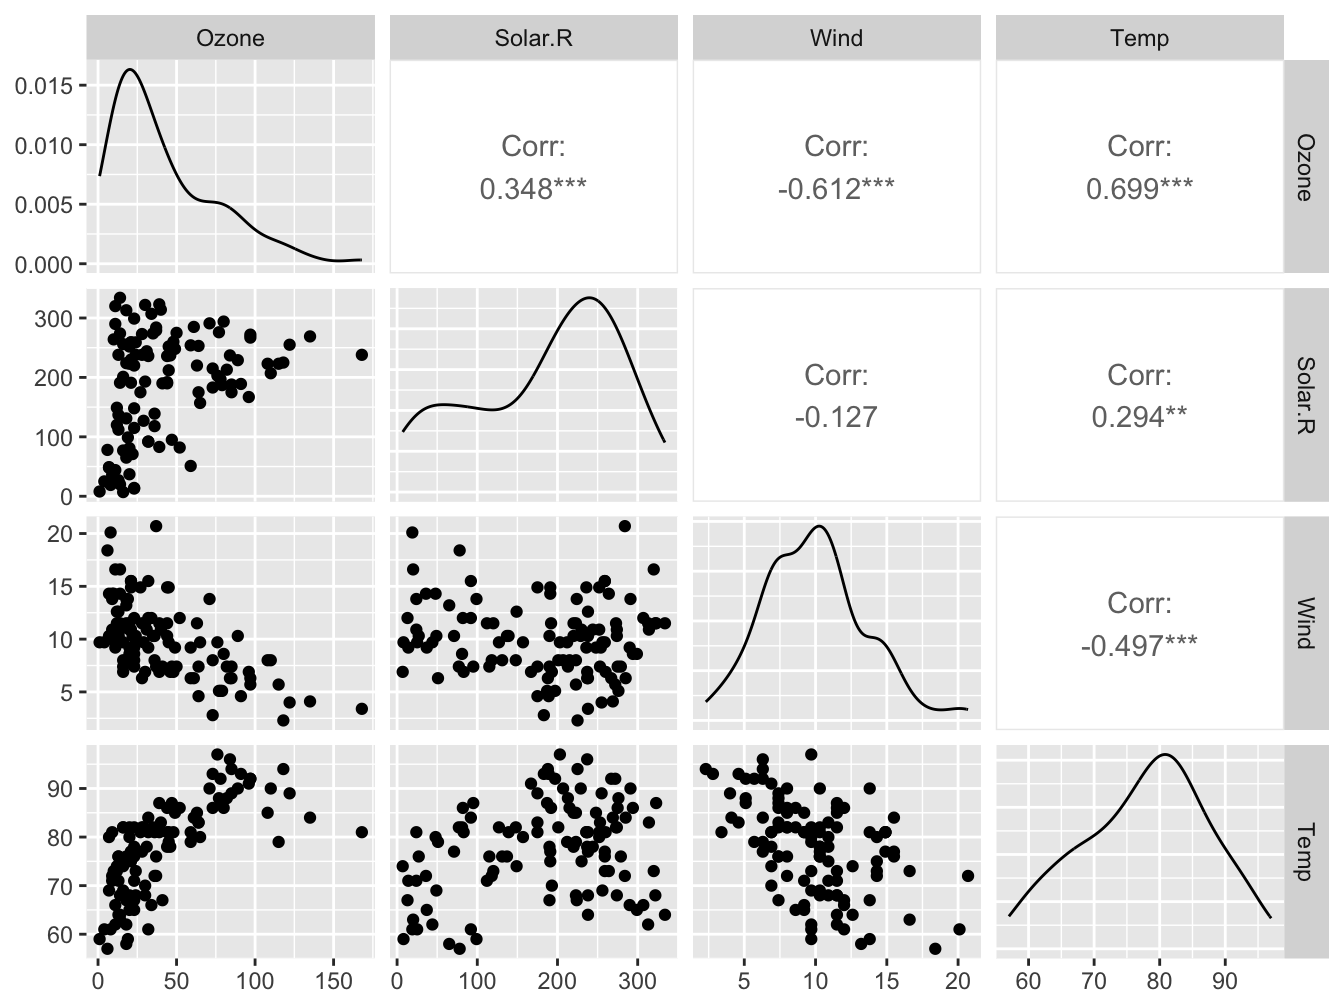 Ozone Solar.R Wind Temp
0.015
0.010
0.005
0.000
Corr:
0.348***
Corr:
-0.612***
Corr:
0.699***
Ozone
300
200
100
0
Corr:
-0.127
Corr:
0.294**
Solar.R
20
15
10
5
Corr:
-0.497***
Wind
90
80
70
60
Temp
0 50 100 150
0 100 200 300
5 10 15 20
60 70 80 90